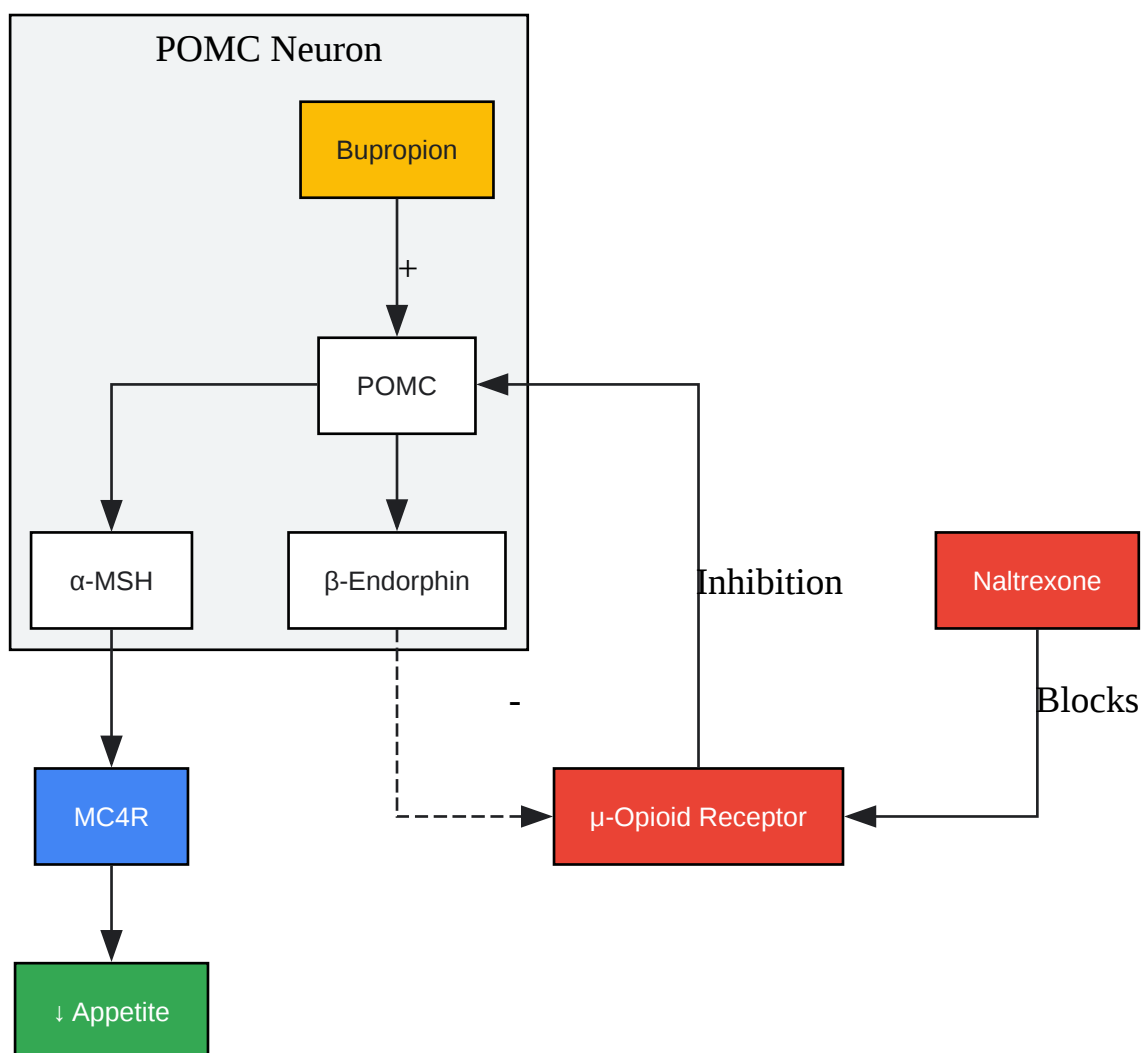 POMC Neuron
Bupropion
+
POMC
α-MSH
β-Endorphin
Inhibition
Naltrexone
-
Blocks
MC4R
μ-Opioid Receptor
↓ Appetite